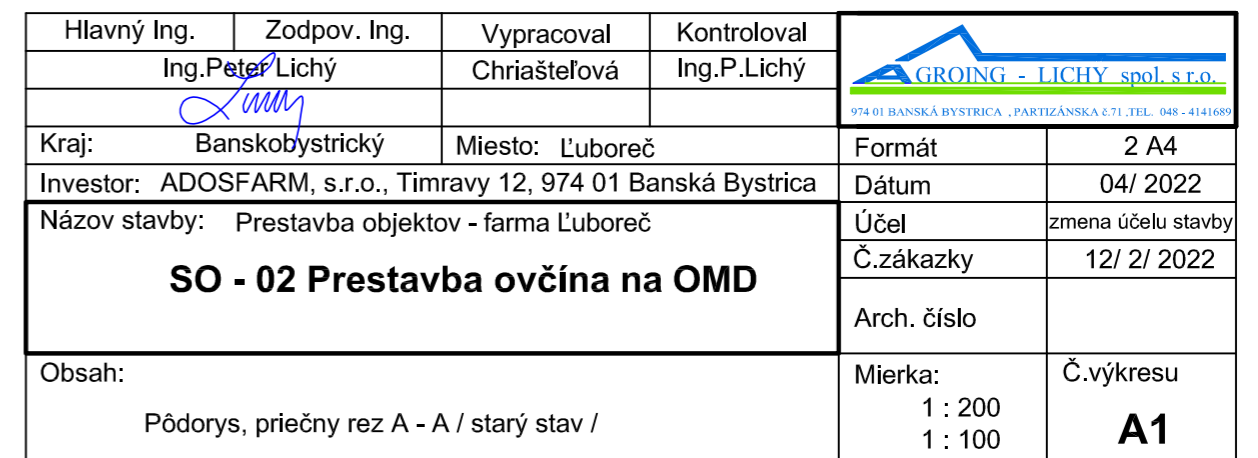 Hlavný Ing. Zodpov. Ing. Vypracoval Kontroloval
Ing.Peter Lichý Chriašteľová Ing.P.Lichý
AGROING - LICHY spol. s r.o.
974 01 BANSKÁ BYSTRICA , PARTIZÁNSKA č.71 ,TEL. 048 - 4141689
Kraj: Banskobystrický Miesto: Ľuboreč
Formát 2 A4
Investor: ADOSFARM, s.r.o., Timravy 12, 974 01 Banská Bystrica
Dátum 04/ 2022
Názov stavby: Prestavba objektov - farma Ľuboreč
Účel zmena účelu stavby
SO - 02 Prestavba ovčína na OMD
Č.zákazky 12/ 2/ 2022
Arch. číslo
Obsah:
Pôdorys, priečny rez A - A / starý stav /
Mierka:
1 : 200
1 : 100
Č.výkresu
A1